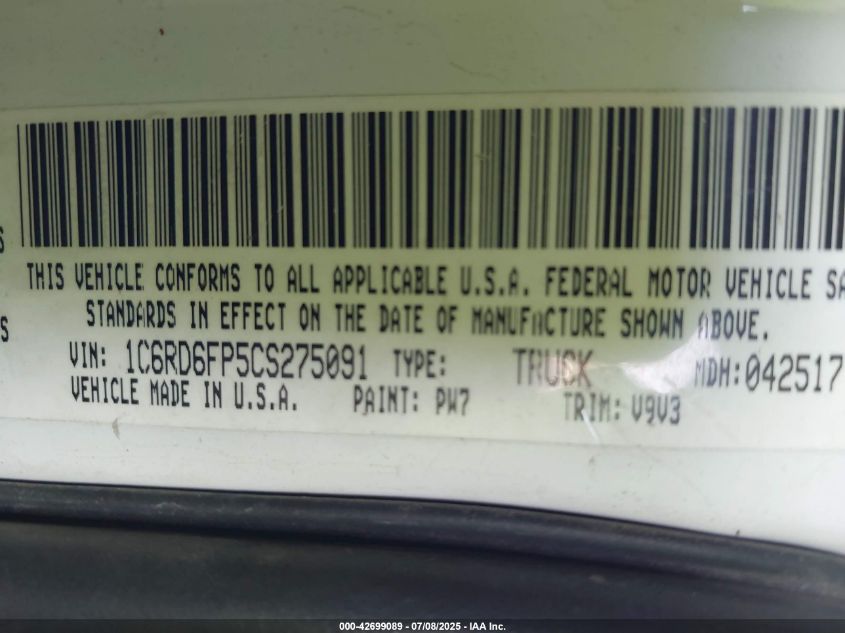 S
THIS VEHICLE CONFORMS TO ALL APPLICABLE U.S.A. FEDERAL MOTOR VEHICLE SA
S
STANDARDS IN EFFECT ON THE DATE OF MANUFACTURE SHOWN ABOVE.
VIN: 1C6RD6FP5CS275091 TYPE: TRUCK MDH:042517
VEHICLE MADE IN U.S.A. PAINT: PW7 TRIM: V9V3
000-42699089 - 07/08/2025 - IAA Inc.